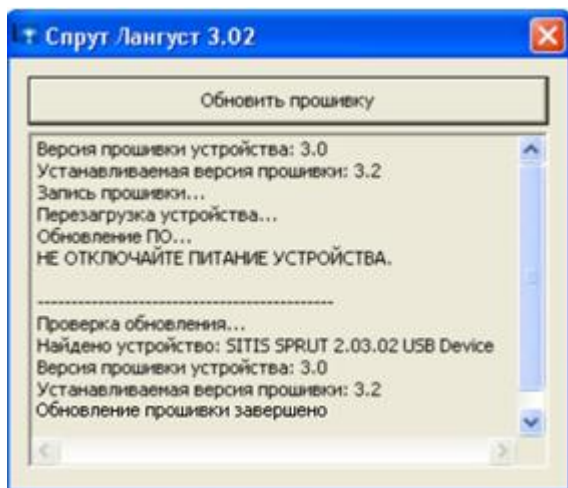 Спрут Лангуст 3.02
Обновить прошивку
Версия прошивки устройства: 3.0
Устанавливаемая версия прошивки: 3.2
Запись прошивки...
Перезагрузка устройства...
Обновление ПО...
НЕ ОТКЛЮЧАЙТЕ ПИТАНИЕ УСТРОЙСТВА.
--------------------------------------------
Проверка обновления...
Найдено устройство: SITIS SPRUT 2.03.02 USB Device
Версия прошивки устройства: 3.0
Устанавливаемая версия прошивки: 3.2
Обновление прошивки завершено